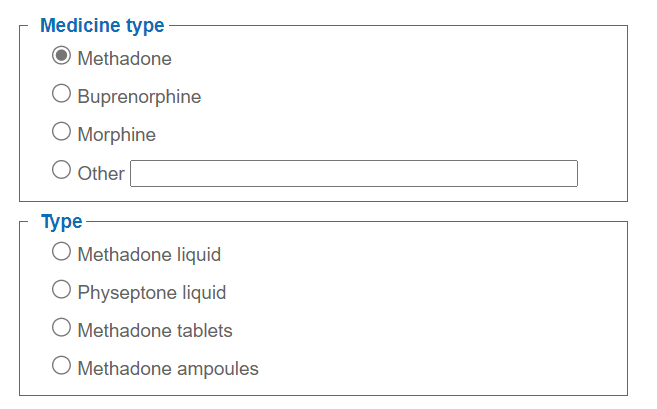 Medicine type
Methadone
Buprenorphine
Morphine
Other
Type
Methadone liquid
Physeptone liquid
Methadone tablets
Methadone ampoules